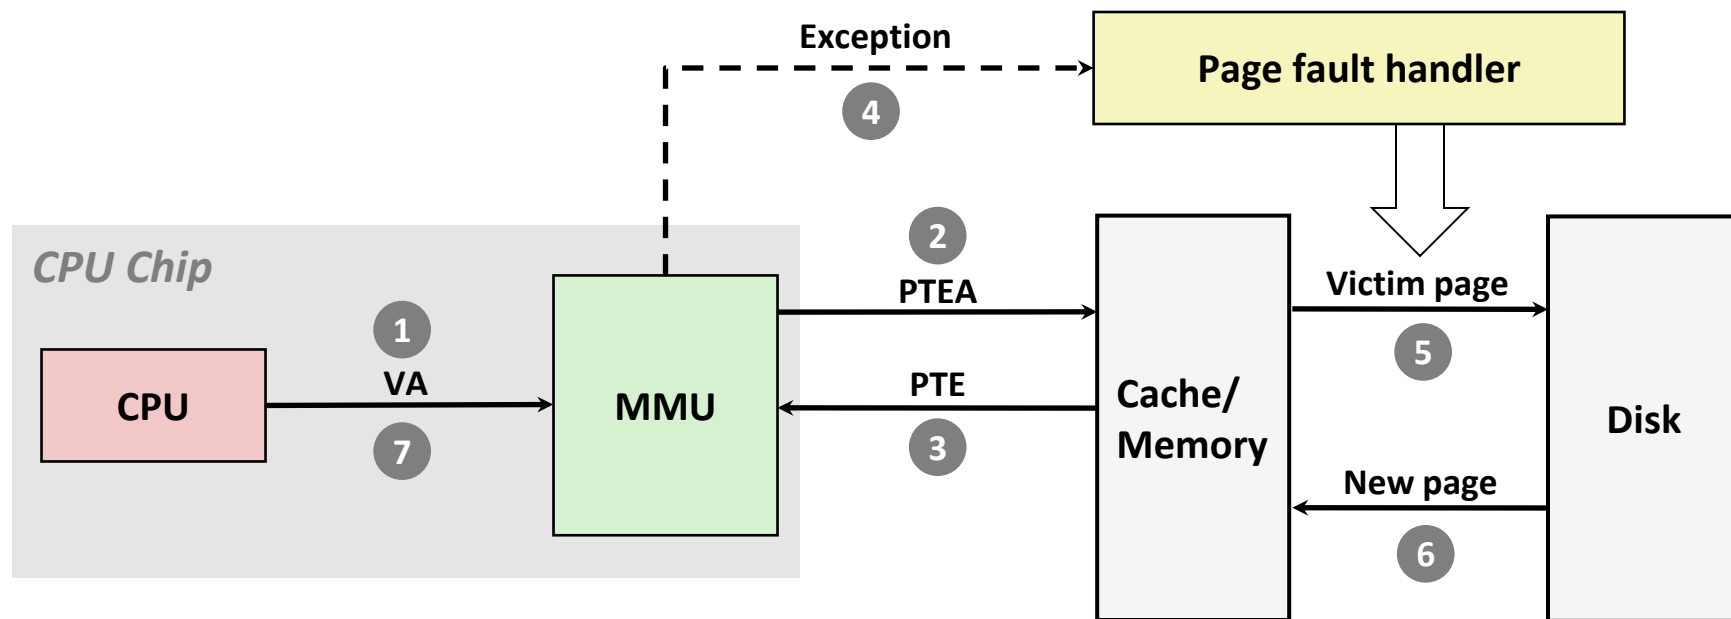 Exception
Page fault handler
4
2
CPU Chip
PTEA
Victim page
1
5
VA
PTE
CPU
MMU
Cache/
Memory
Disk
7
3
New page
6